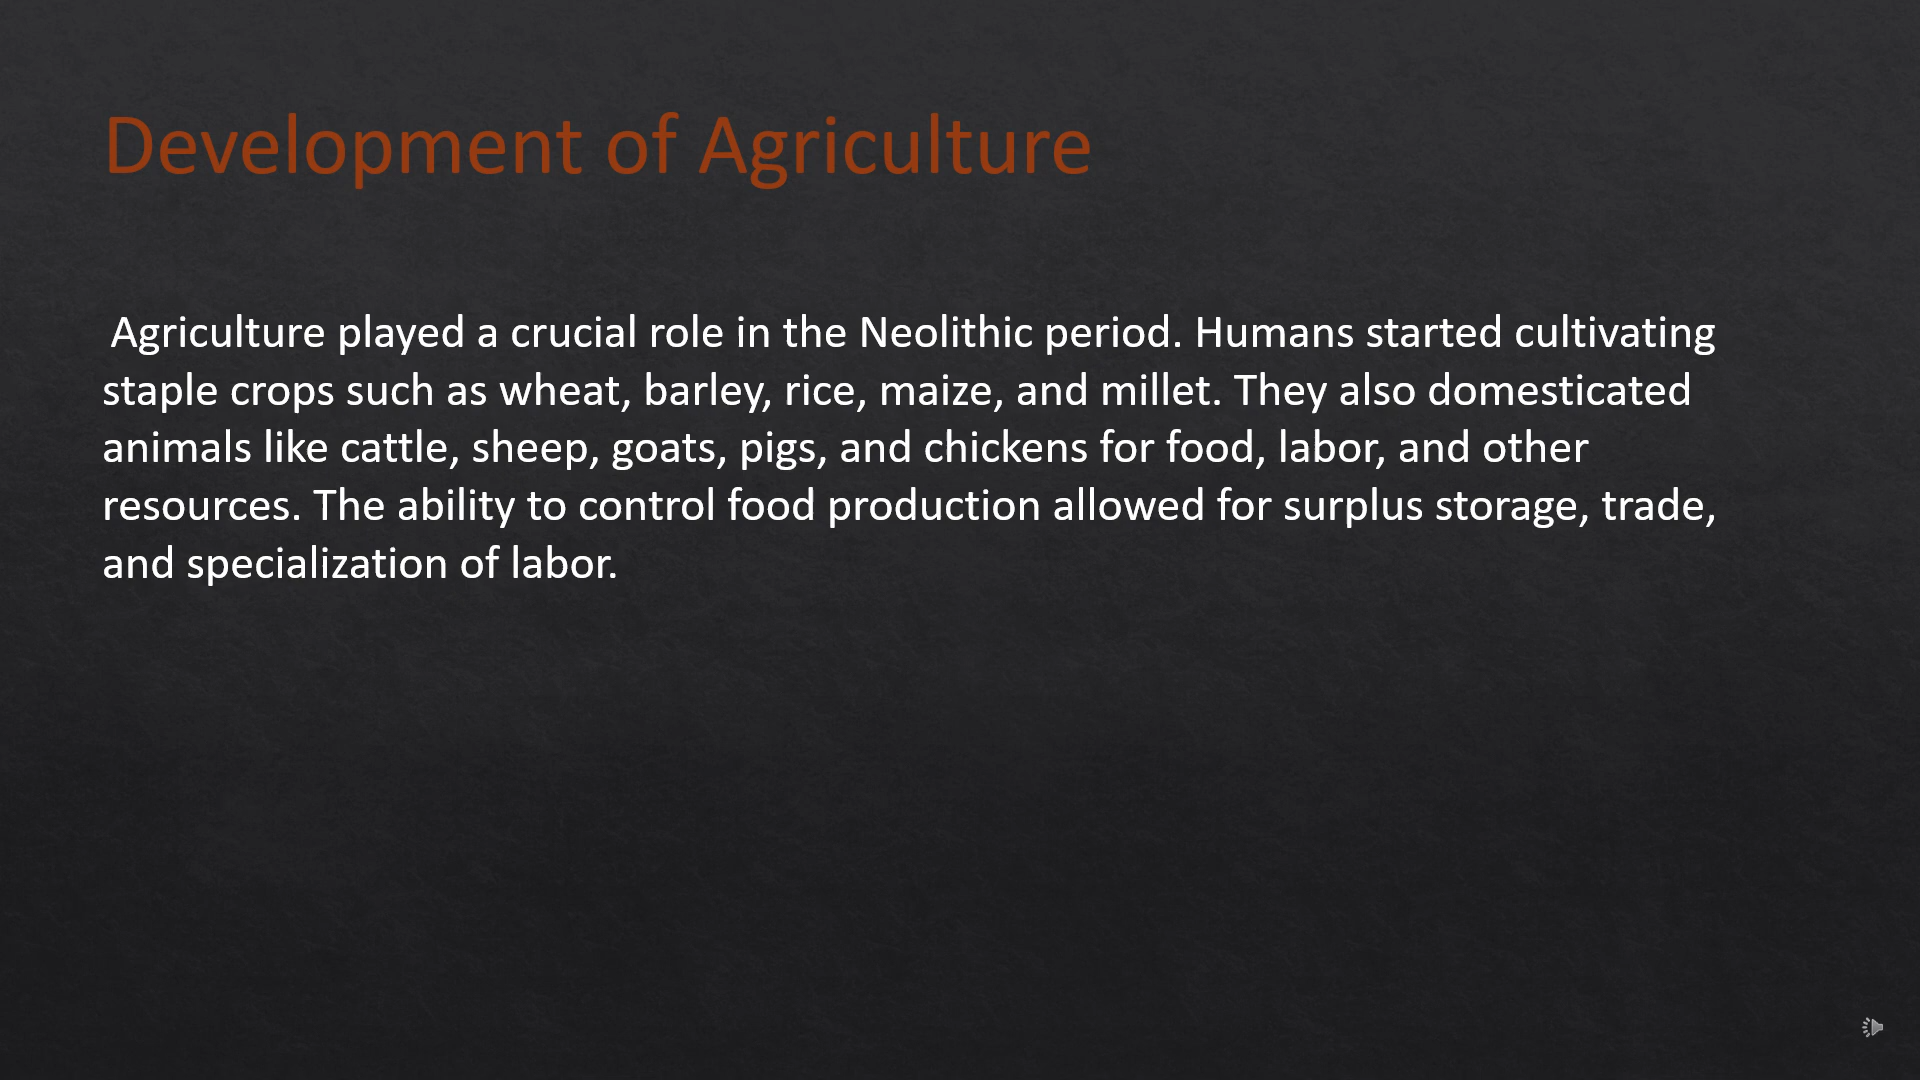 Development of Agriculture
Agriculture played a crucial role in the Neolithic period. Humans started cultivating
staple crops such as wheat, barley, rice, maize, and millet. They also domesticated
animals like cattle, sheep, goats, pigs, and chickens for food, labor, and other
resources. The ability to control food production allowed for surplus storage, trade,
and specialization of labor.